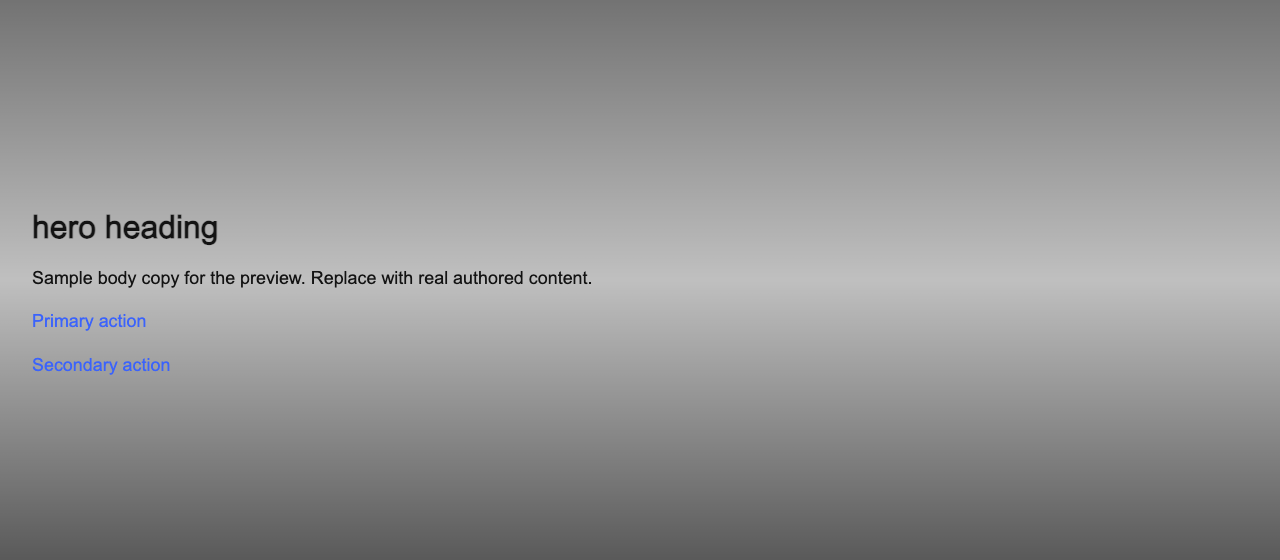 hero heading
Sample body copy for the preview. Replace with real authored content.
Primary action
Secondary action